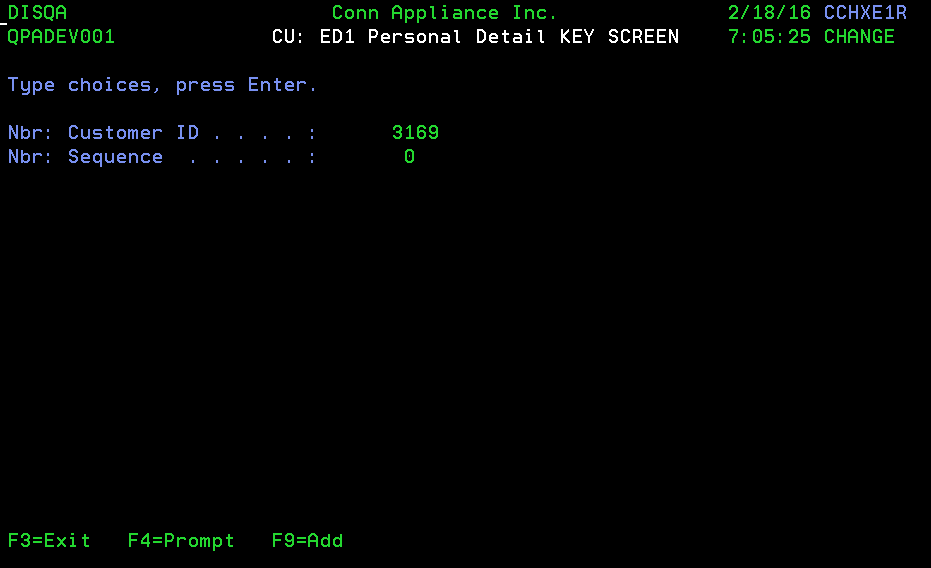 DISQA Conn Appliance Inc. 2/18/16 CCHXE1R
QPADEV001 CU: ED1 Personal Detail KEY SCREEN 7:05:25 CHANGE
Type choices, press Enter.
Nbr: Customer ID . . . . : 3169
Nbr: Sequence . . . . . . : 0
F3=Exit F4=Prompt F9=Add